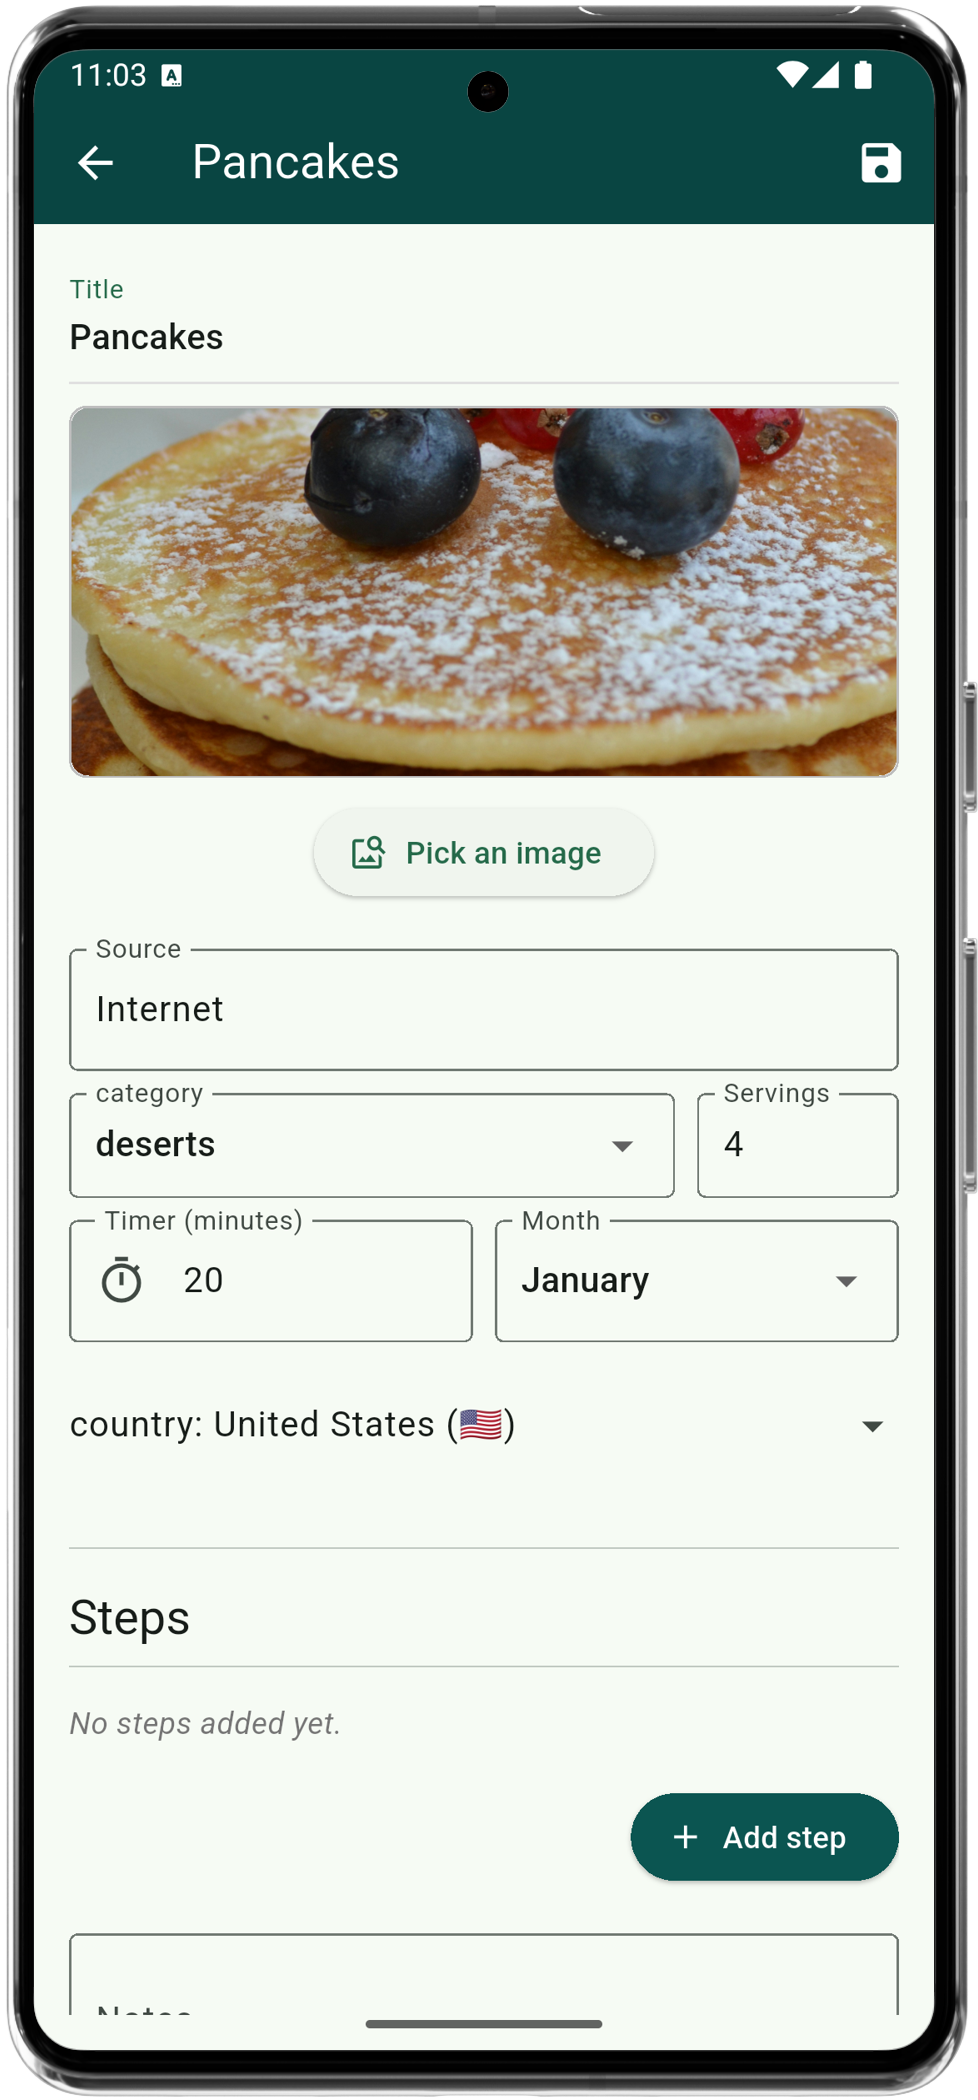 11:03
Pancakes
Title
Pancakes
Pick an image
Source
Internet
category
deserts
Servings
4
Timer (minutes)
20
Month
January
country: United States (🇺🇸)
Steps
No steps added yet.
+ Add step
Notes